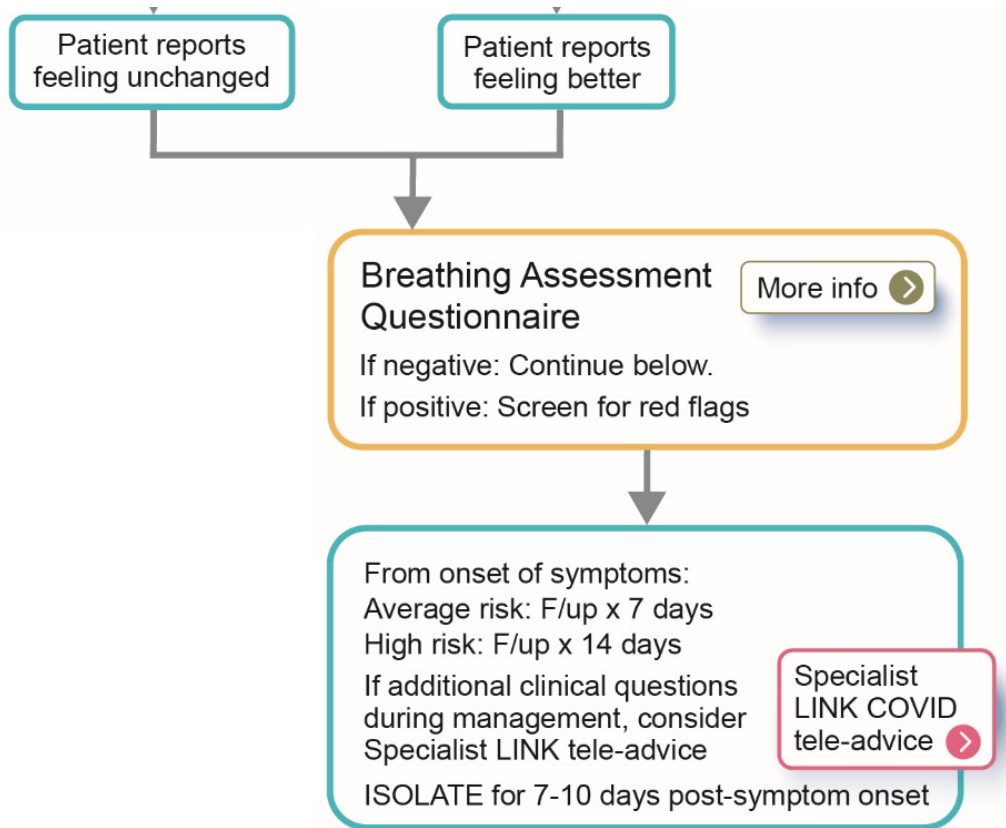 Patient reports
feeling unchanged
Patient reports
feeling better
Breathing Assessment
Questionnaire
More info
If negative: Continue below.
If positive: Screen for red flags
From onset of symptoms:
Average risk: F/up x 7 days
High risk: F/up x 14 days
If additional clinical questions
during management, consider
Specialist LINK tele-advice
Specialist
LINK COVID
tele-advice
ISOLATE for 7-10 days post-symptom onset